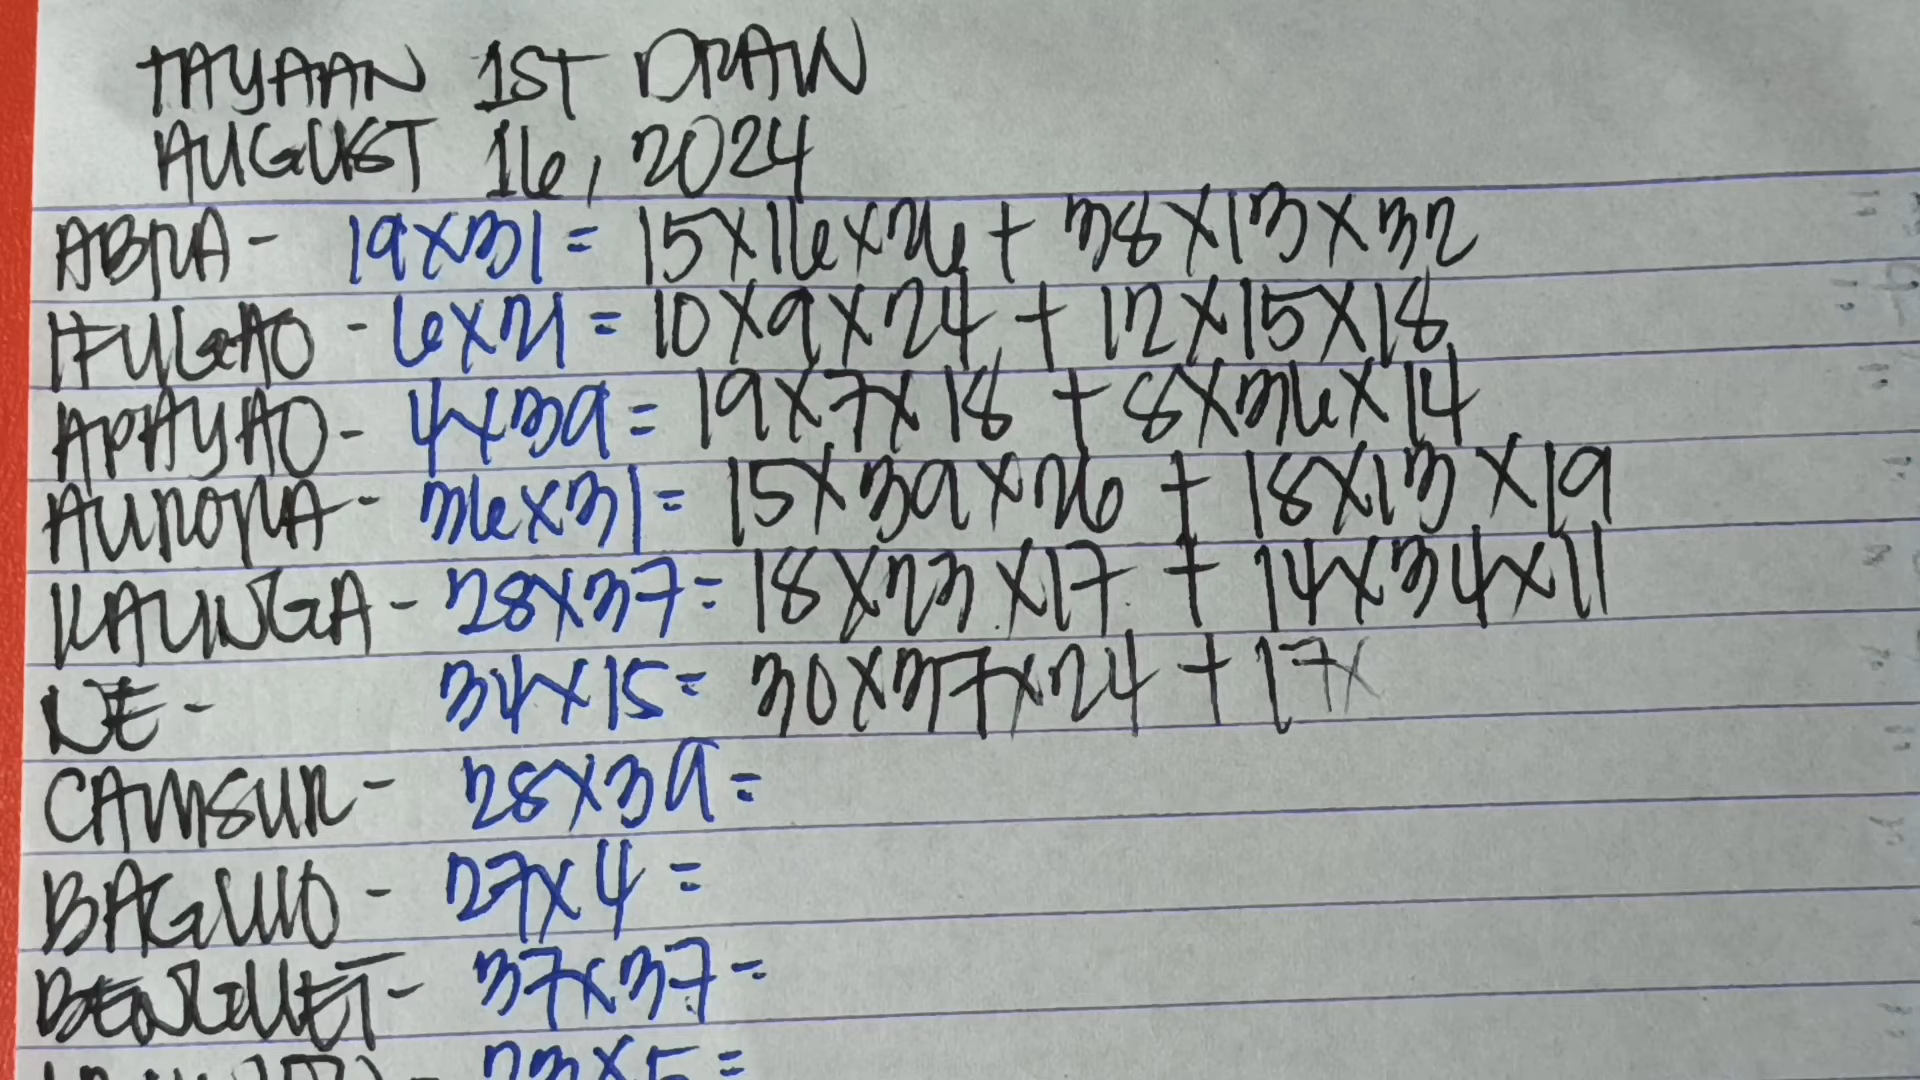 TAYAAN 1ST DRAW
AUGUST 16, 2024
ABRA - 19x31 = 15x16x26 + 38x13x32
IFUGAO - 6x21 = 10x9x24 + 12x15x18
APAYAO - 4x39 = 19x7x18 + 8x36x14
AURORA - 36x31 = 15x39x26 + 18x13x19
KALINGA - 28x37 = 18x23x17 + 14x34x11
NE - 34x15 = 30x37x24 + 17x
CAMSUR - 28x39 =
BAGUIO - 27x4 =
BENGUET - 37x37 =
- 23x5 =